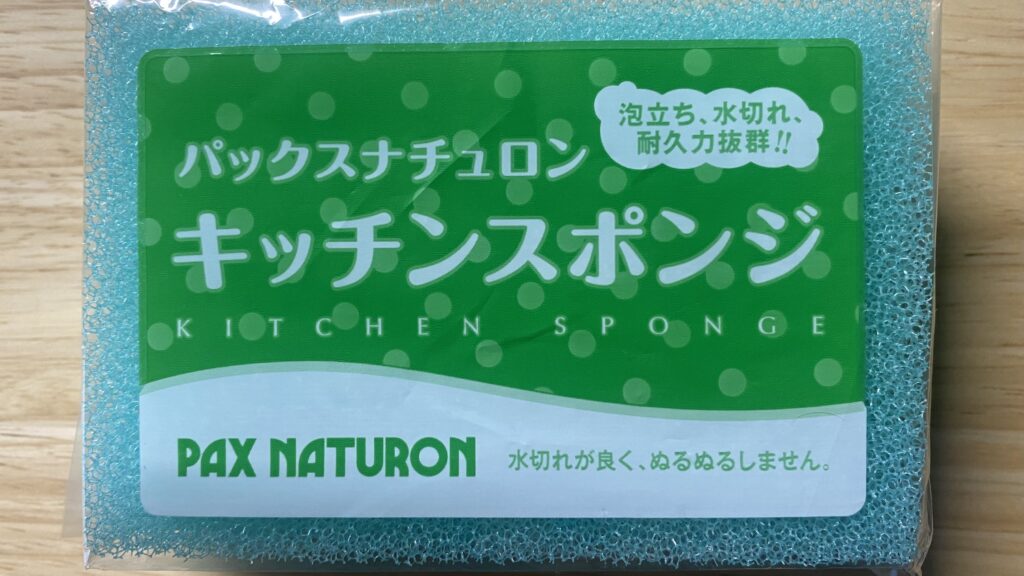 泡立ち、水切れ、
耐久力抜群!!
パックスナチュロン
キッチンスポンジ
KITCHEN SPONGE
PAX NATURON
水切れが良く、ぬるぬるしません。